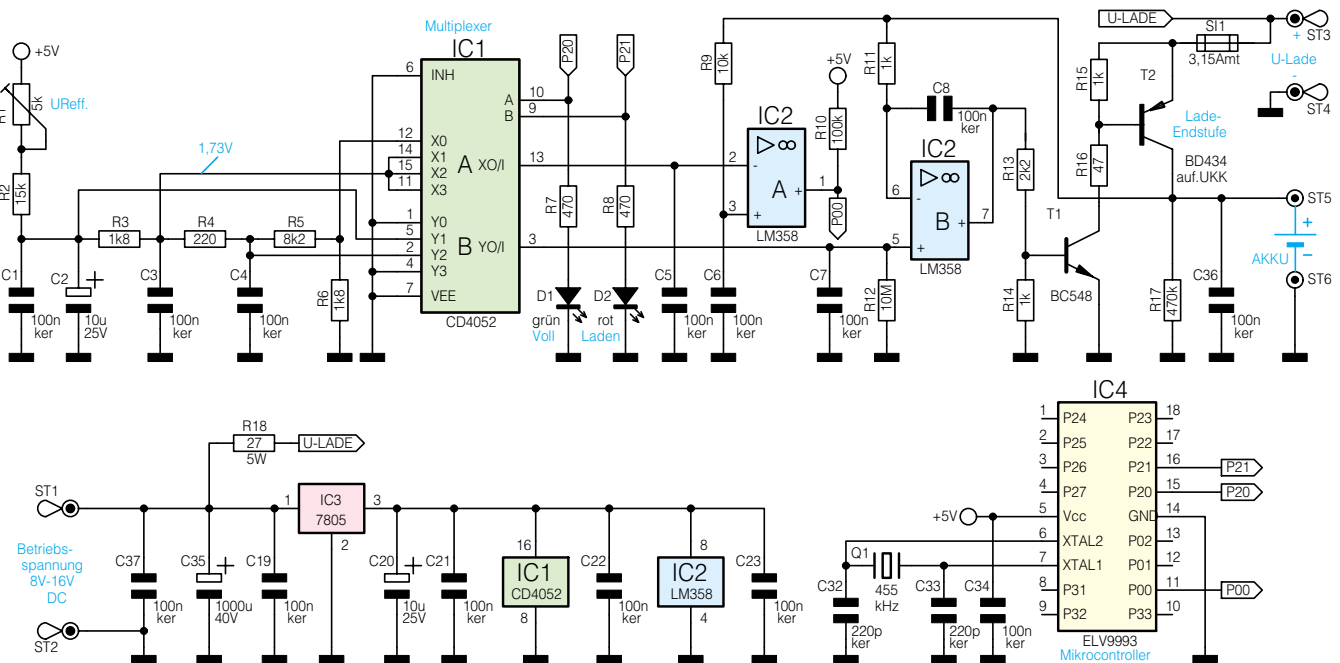 Multiplexer
IC1
+5V
R1
5k
UReff.
R2
15k
1,73V
6 INH
A 10
B 9
12 X0
14 X1
15 X2
11 X3
A XO/I 13
1 Y0
5 Y1
2 Y2
4 Y3
B YO/I 3
7 VEE
CD4052
R3
1k8
R4
220
R5
8k2
R6
1k8
C1
100n
ker
C2
+
10u
25V
C3
100n
ker
C4
100n
ker
P20
P21
R7
470
R8
470
D1
grün
Voll
D2
rot
Laden
C5
100n
ker
C6
100n
ker
C7
100n
ker
R9
10k
IC2
2
-
3
+
▷∞
A
+
1
LM358
+5V
R10
100k
P00
R11
1k
C8
100n
ker
IC2
6
-
5
+
▷∞
B
+
7
LM358
R12
10M
R13
2k2
R14
1k
T1
BC548
U-LADE
R15
1k
R16
47
T2
SI1
3,15Amt
Lade-
Endstufe
BD434
auf.UKK
R17
470k
C36
100n
ker
ST3
+
U-Lade
-
ST4
ST5
+
AKKU
-
ST6
R18
27
5W
U-LADE
ST1
Betriebs-
spannung
8V-16V
DC
ST2
C37
100n
ker
C35
+
1000u
40V
C19
100n
ker
1
IC3
7805
3
2
C20
+
10u
25V
C21
100n
ker
16
IC1
CD4052
8
C22
100n
ker
8
IC2
LM358
4
C23
100n
ker
IC4
1 P24 P23 18
2 P25 P22 17
3 P26 P21 16 P21
4 P27 P20 15 P20
+5V 5 Vcc GND 14
6 XTAL2 P02 13
7 XTAL1 P01 12
8 P31 P00 11 P00
9 P32 P33 10
ELV9993
Mikrocontroller
Q1
455
kHz
C32
220p
ker
C33
220p
ker
C34
100n
ker